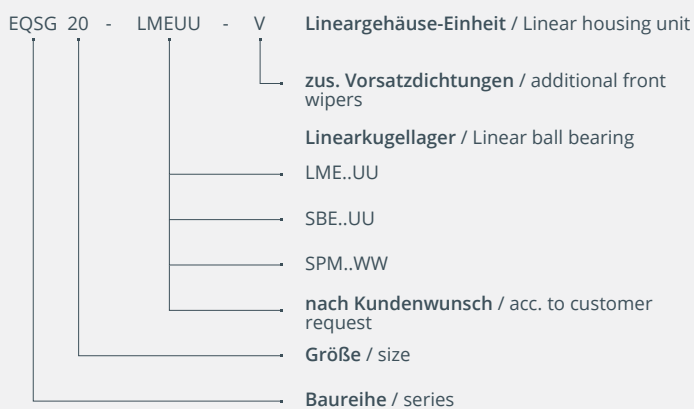 EQSG 20 - LMEUU - V Lineargehäuse-Einheit / Linear housing unit
zus. Vorsatzdichtungen / additional front
wipers
Linearkugellager / Linear ball bearing
LME..UU
SBE..UU
SPM..WW
nach Kundenwunsch / acc. to customer
request
Größe / size
Baureihe / series